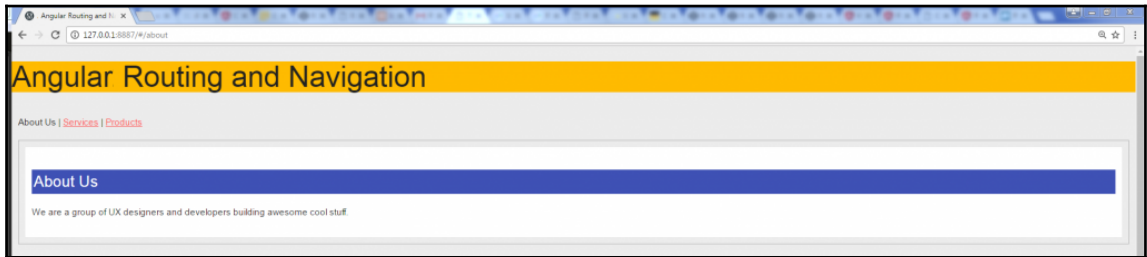 Angular Routing and N
127.0.0.1:8887/#/about
Angular Routing and Navigation
About Us | Services | Products
About Us
We are a group of UX designers and developers building awesome cool stuff.